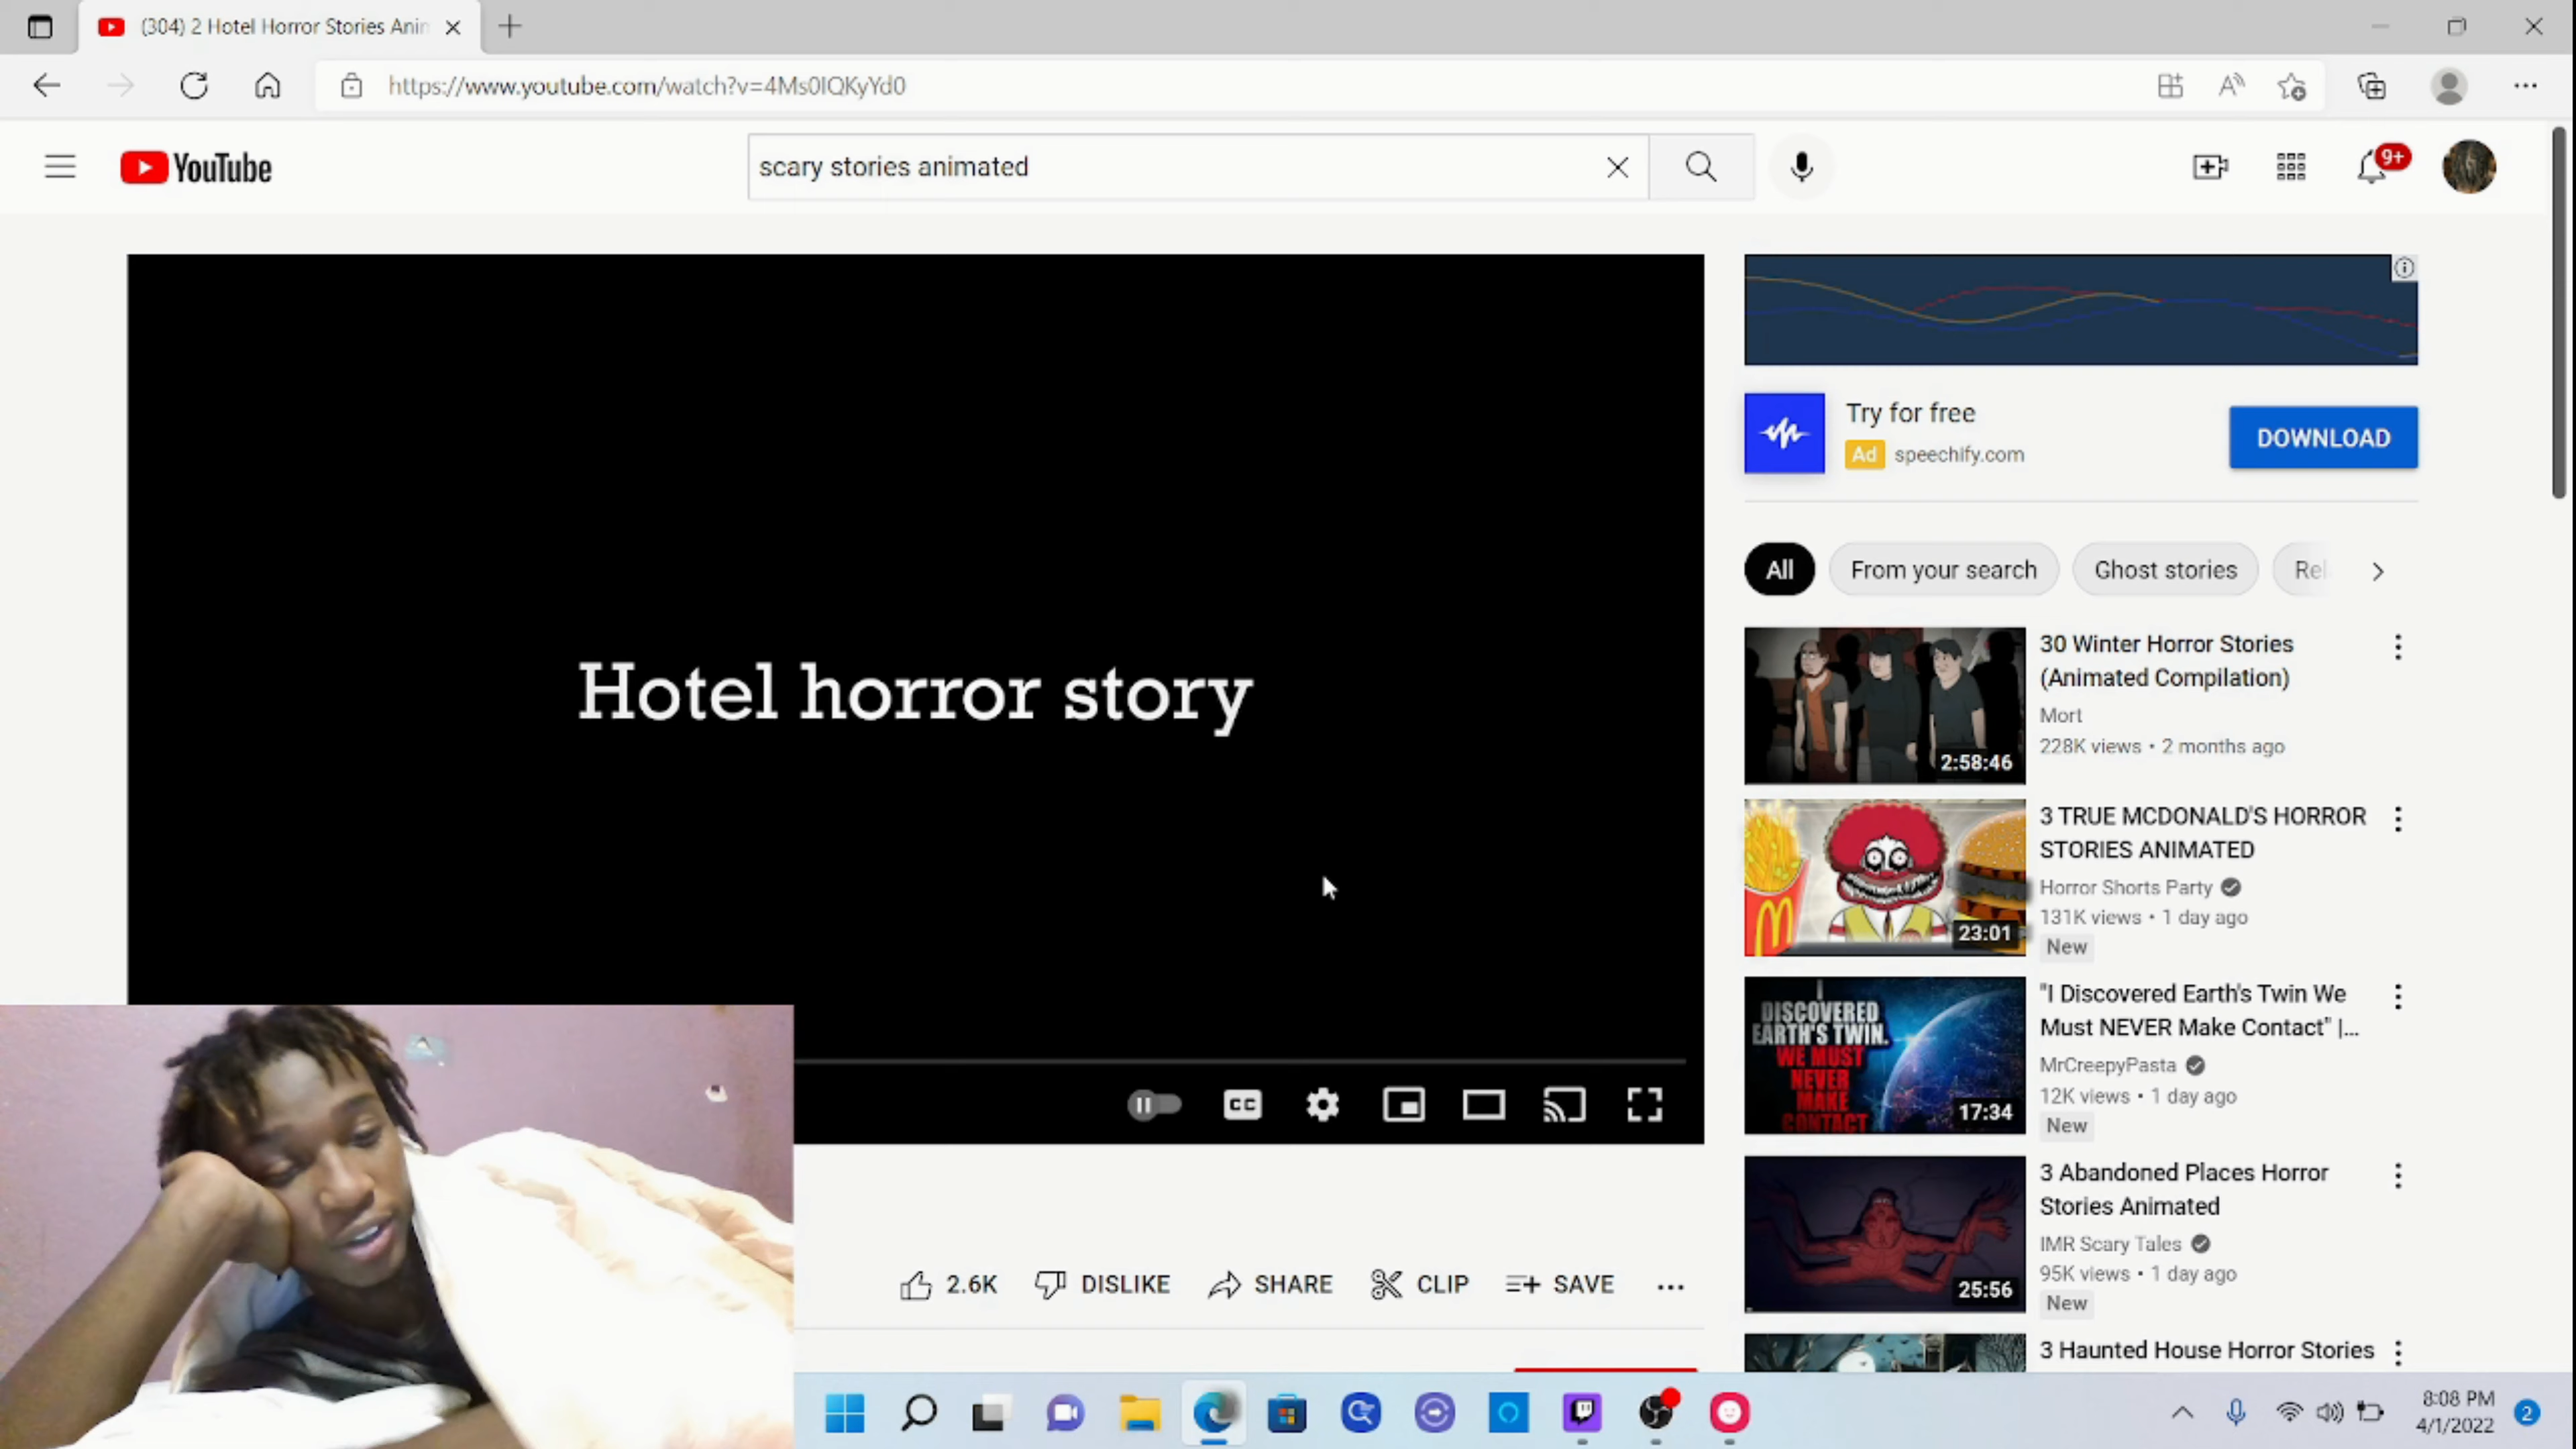 (304) 2 Hotel Horror Stories Anim
https://www.youtube.com/watch?v=4Ms0IQKyYd0
YouTube
scary stories animated
9+
Hotel horror story
Try for free
Ad speechify.com
DOWNLOAD
All
From your search
Ghost stories
Rel
30 Winter Horror Stories
(Animated Compilation)
Mort
228K views • 2 months ago
2:58:46
3 TRUE MCDONALD'S HORROR
STORIES ANIMATED
Horror Shorts Party
131K views • 1 day ago
New
23:01
"I Discovered Earth's Twin We
Must NEVER Make Contact" |...
MrCreepyPasta
12K views • 1 day ago
New
I
DISCOVERED
EARTH'S TWIN.
WE MUST
NEVER
MAKE
CONTACT
17:34
3 Abandoned Places Horror
Stories Animated
IMR Scary Tales
95K views • 1 day ago
New
25:56
3 Haunted House Horror Stories
CC
2.6K
DISLIKE
SHARE
CLIP
SAVE
8:08 PM
4/1/2022
2